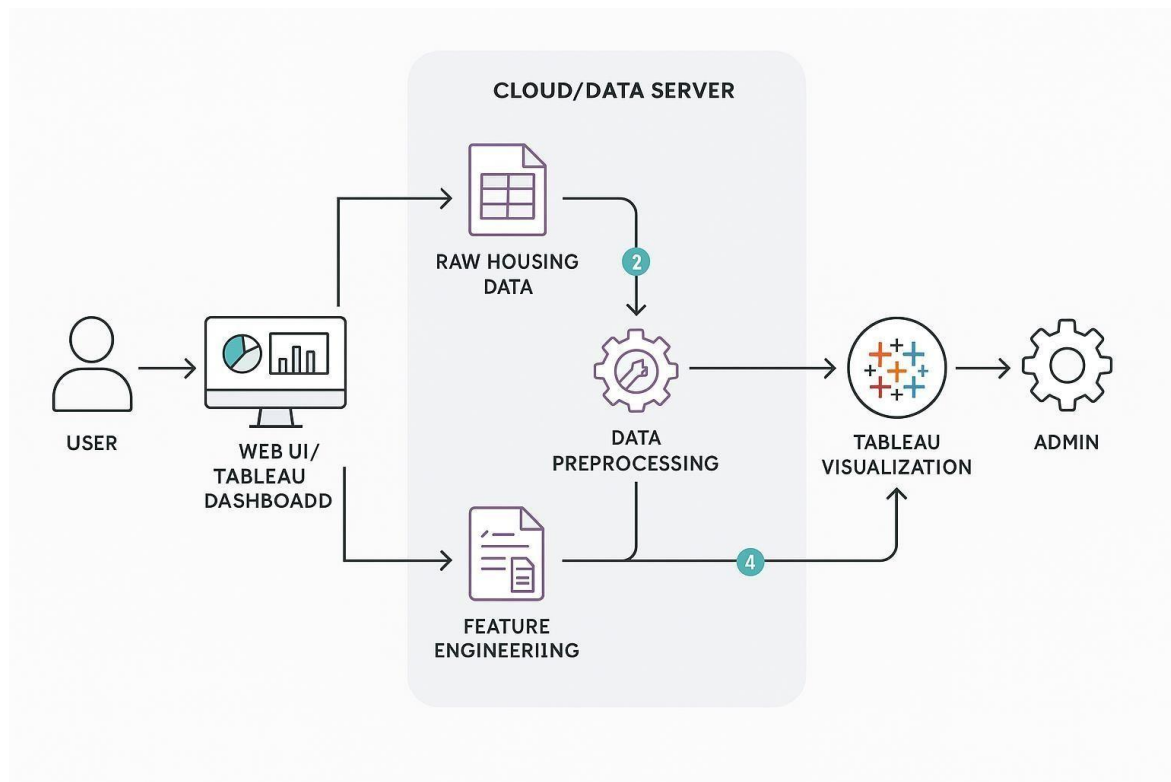 CLOUD/DATA SERVER
RAW HOUSING
DATA
2
USER
WEB UI/
TABLEAU
DASHBOADD
DATA
PREPROCESSING
TABLEAU
VISUALIZATION
ADMIN
4
FEATURE
ENGINEERI1NG